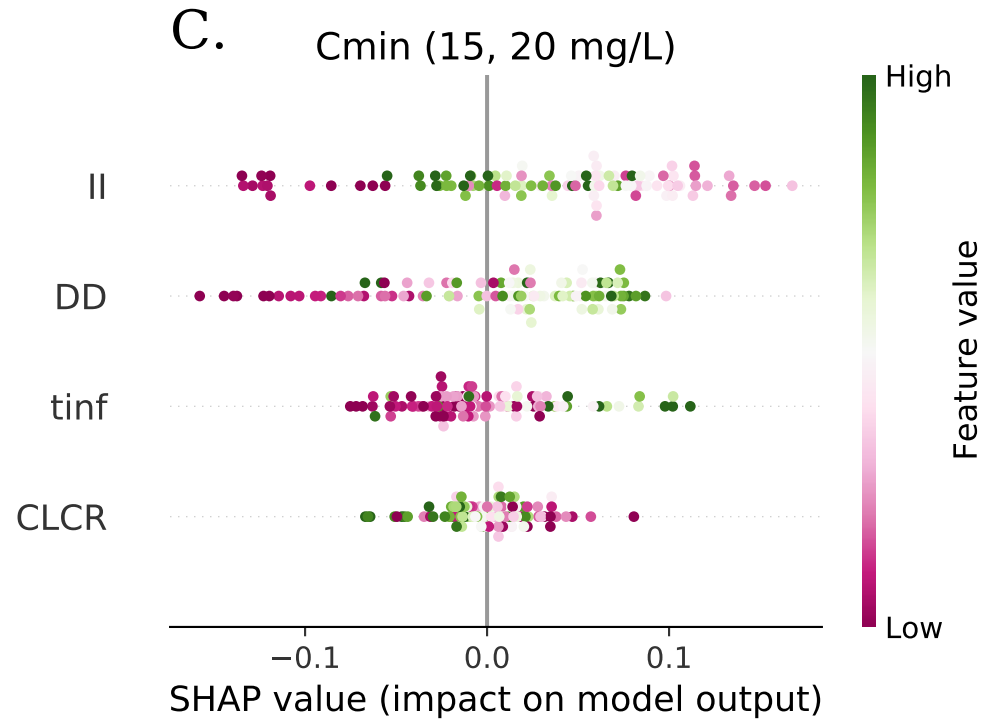 C.
Cmin (15, 20 mg/L)
High
II
DD
tinf
CLCR
Feature value
Low
−0.1 0.0 0.1
SHAP value (impact on model output)